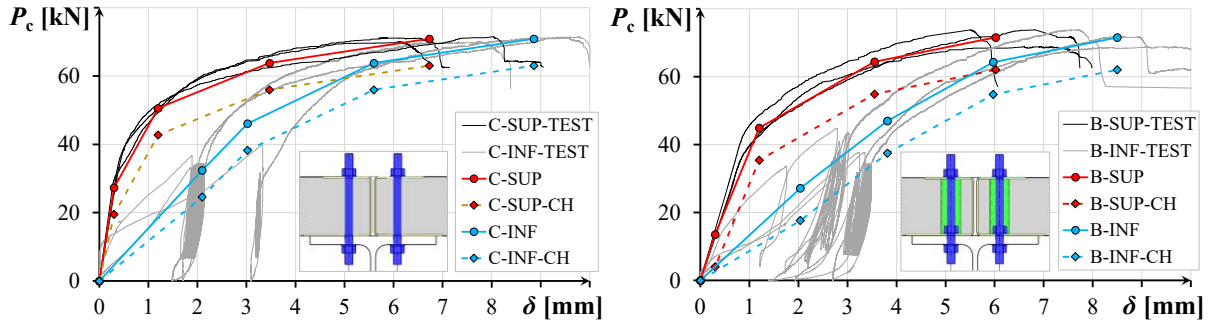 P_c [kN]
60
40
20
0
0 1 2 3 4 5 6 7 8 9
δ [mm]
C-SUP-TEST
C-INF-TEST
C-SUP
C-SUP-CH
C-INF
C-INF-CH
P_c [kN]
60
40
20
0
0 1 2 3 4 5 6 7 8
δ [mm]
B-SUP-TEST
B-INF-TEST
B-SUP
B-SUP-CH
B-INF
B-INF-CH